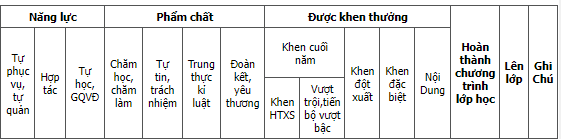 Năng lực
Phẩm chất
Được khen thưởng
Hoàn
thành
chương
trình
lớp học
Lên
lớp
Ghi
Chú
Tự
phục
vụ,
tự
quản
Hợp
tác
Tự
học,
GQVĐ
Chăm
học,
chăm
làm
Tự
tin,
trách
nhiệm
Trung
thực
kỉ
luật
Đoàn
kết,
yêu
thương
Khen cuối
năm
Khen
HTXS
Vượt
trội,tiến
bộ vượt
bậc
Khen
đột
xuất
Khen
đặc
biệt
Nội
Dung